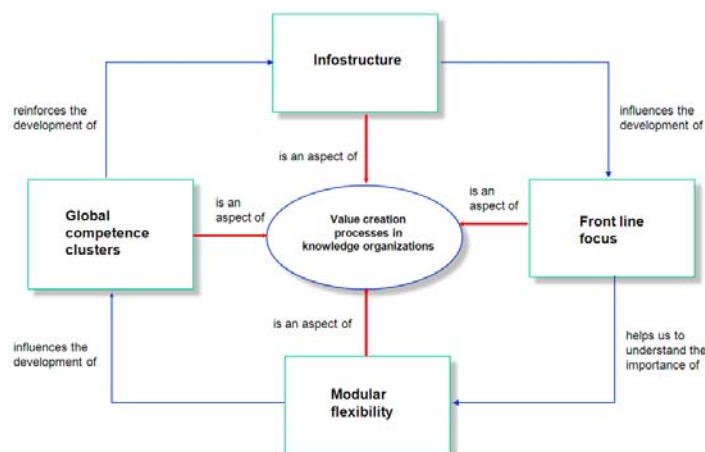 Infostructure
reinforces the
development of
influences the
development of
is an aspect of
Global
competence
clusters
is an
aspect of
Value creation
processes in
knowledge organizations
is an
aspect of
Front line
focus
is an aspect of
influences the
development of
helps us to
understand the
importance of
Modular
flexibility